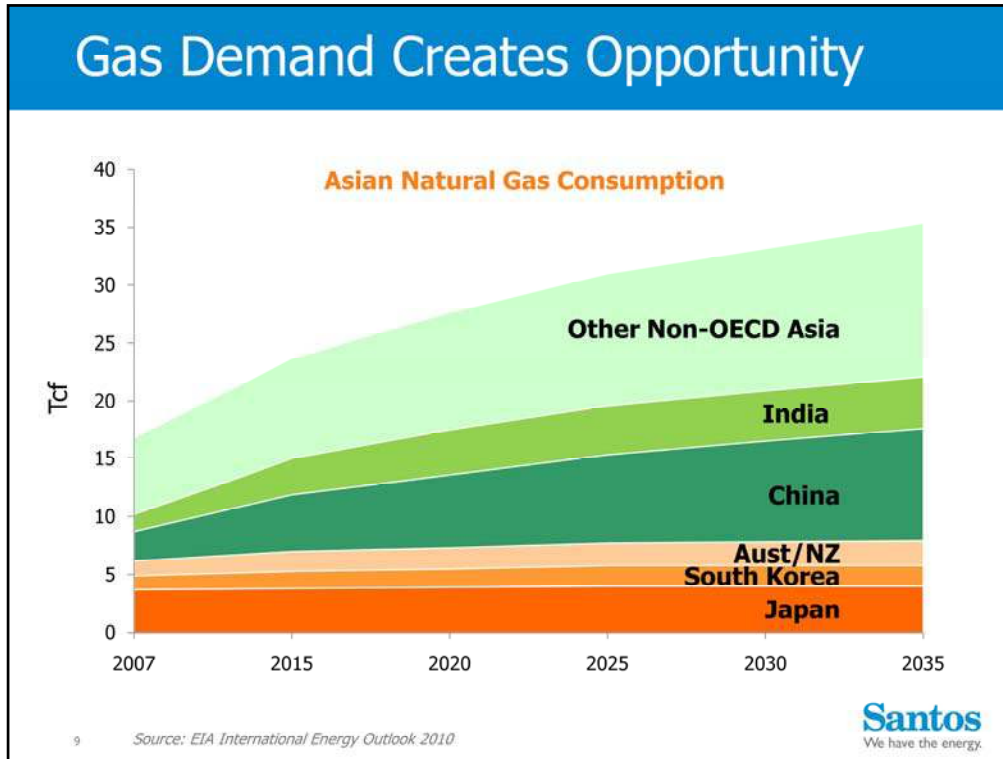 Gas Demand Creates Opportunity
Asian Natural Gas Consumption
Tcf
40
35
30
25
20
15
10
5
0
Other Non-OECD Asia
India
China
Aust/NZ
South Korea
Japan
2007 2015 2020 2025 2030 2035
9 Source: EIA International Energy Outlook 2010
Santos
We have the energy.